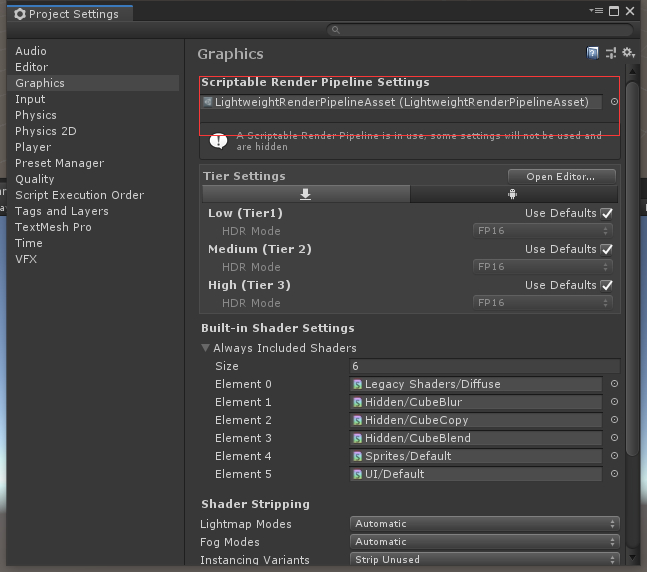 Project Settings
Audio
Editor
Graphics
Input
Physics
Physics 2D
Player
Preset Manager
Quality
Script Execution Order
Tags and Layers
TextMesh Pro
Time
VFX
Graphics
Scriptable Render Pipeline Settings
LightweightRenderPipelineAsset (LightweightRenderPipelineAsset)
A Scriptable Render Pipeline is in use, some settings will not be used and
are hidden
Tier Settings Open Editor...
Low (Tier1) Use Defaults
HDR Mode FP16
Medium (Tier 2) Use Defaults
HDR Mode FP16
High (Tier 3) Use Defaults
HDR Mode FP16
Built-in Shader Settings
Always Included Shaders
Size 6
Element 0 Legacy Shaders/Diffuse
Element 1 Hidden/CubeBlur
Element 2 Hidden/CubeCopy
Element 3 Hidden/CubeBlend
Element 4 Sprites/Default
Element 5 UI/Default
Shader Stripping
Lightmap Modes Automatic
Fog Modes Automatic
Instancing Variants Strip Unused